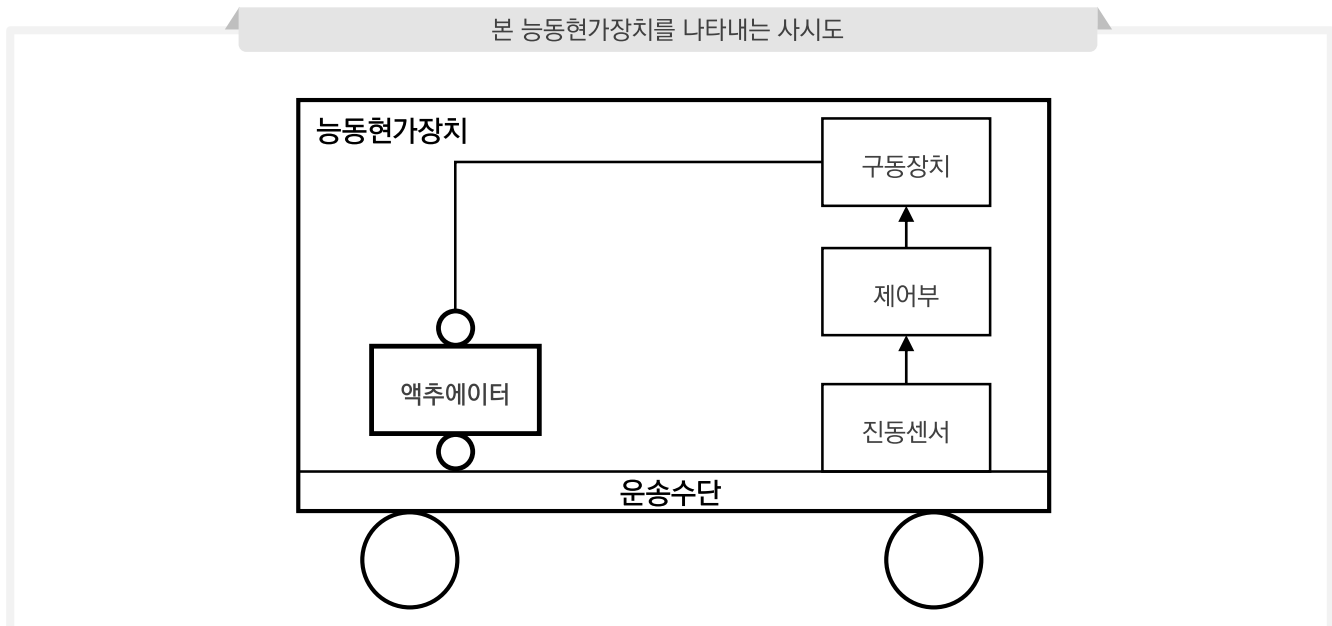 본 능동현가장치를 나타내는 사시도
능동현가장치
구동장치
제어부
액추에이터
진동센서
운송수단